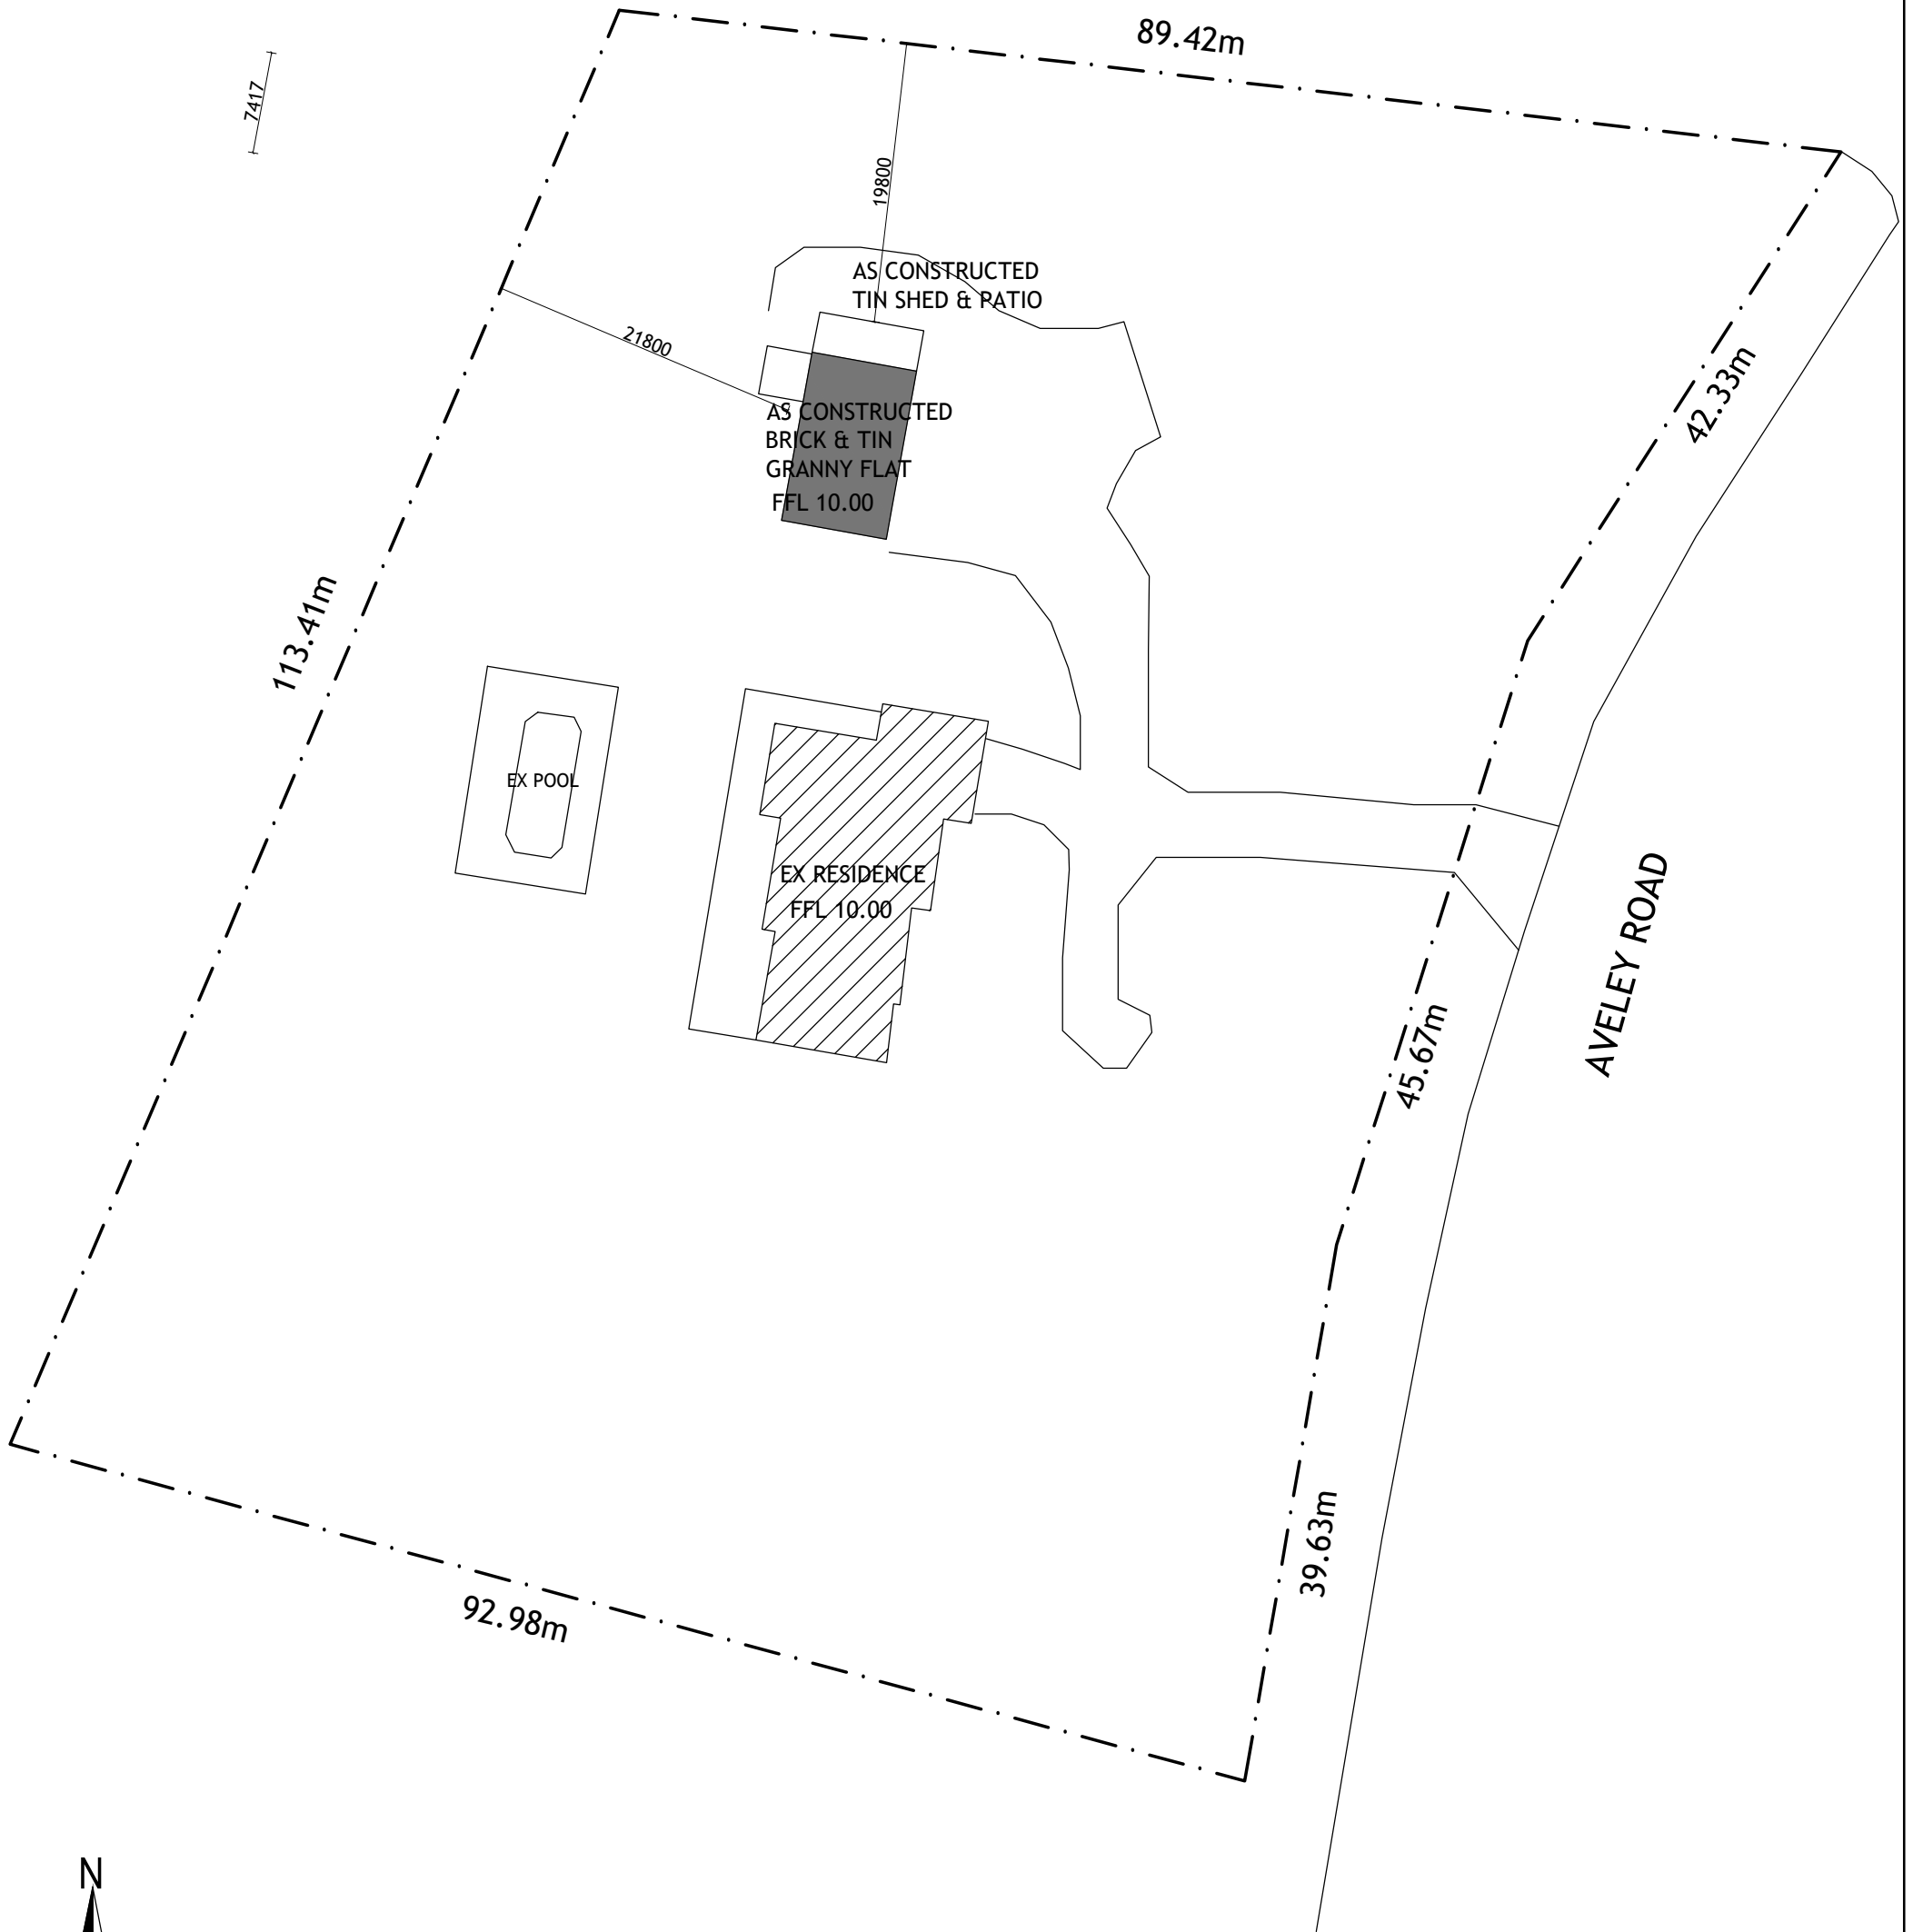 89.42m
7417
19800
AS CONSTRUCTED
TIN SHED & PATIO
21800
42.33m
AS CONSTRUCTED
BRICK & TIN
GRANNY FLAT
FFL 10.00
113.41m
EX POOL
EX RESIDENCE
FFL 10.00
AVELEY ROAD
45.67m
39.63m
92.98m
N